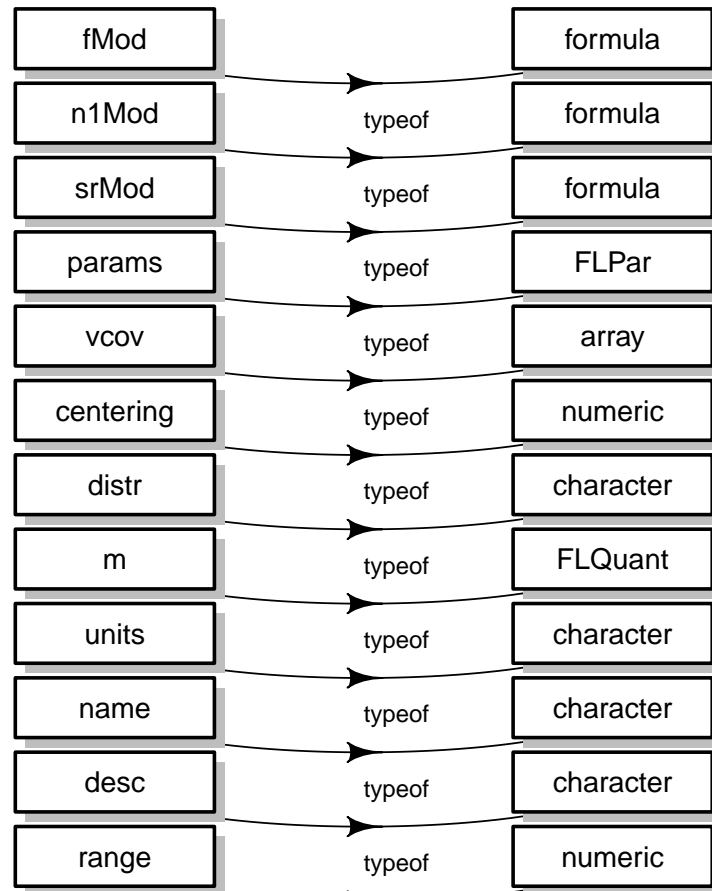 fMod formula
typeof
n1Mod formula
typeof
srMod formula
typeof
params FLPar
typeof
vcov array
typeof
centering numeric
typeof
distr character
typeof
m FLQuant
typeof
units character
typeof
name character
typeof
desc character
typeof
range numeric